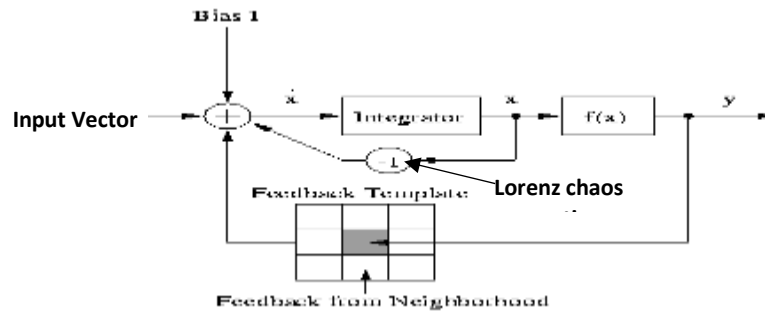 Bias 1
ẋ
x
y
Input Vector
+
Integrator
f(x)
-1
Lorenz chaos
Feedback Template
Feedback from Neighborhood